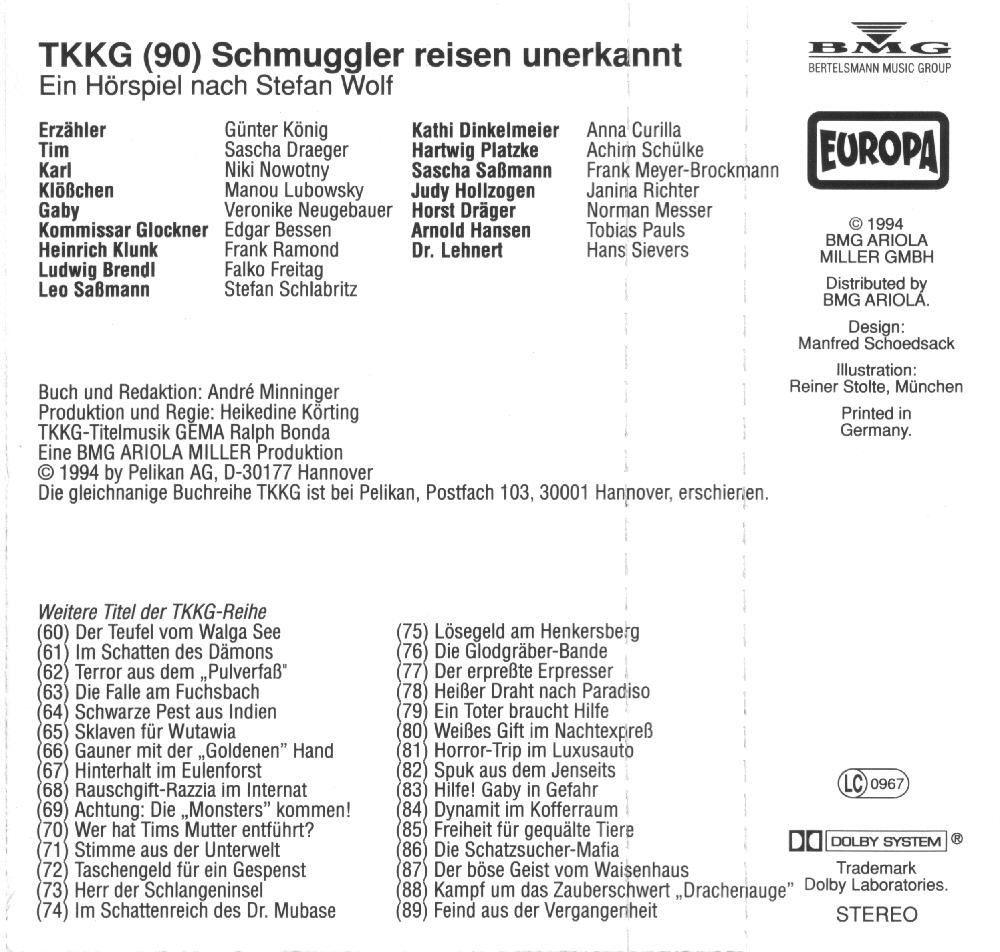 TKKG (90) Schmuggler reisen unerkannt
Ein Hörspiel nach Stefan Wolf
Erzähler Günter König
Tim Sascha Draeger
Karl Niki Nowotny
Klößchen Manou Lubowsky
Gaby Veronike Neugebauer
Kommissar Glockner Edgar Bessen
Heinrich Klunk Frank Ramond
Ludwig Brendl Falko Freitag
Leo Saßmann Stefan Schlabritz
Kathi Dinkelmeier Anna Curilla
Hartwig Platzke Achim Schülke
Sascha Saßmann Frank Meyer-Brockmann
Judy Hollzogen Janina Richter
Horst Dräger Norman Messer
Arnold Hansen Tobias Pauls
Dr. Lehnert Hans Sievers
Buch und Redaktion: André Minninger
Produktion und Regie: Heikedine Körting
TKKG-Titelmusik GEMA Ralph Bonda
Eine BMG ARIOLA MILLER Produktion
© 1994 by Pelikan AG, D-30177 Hannover
Die gleichnanige Buchreihe TKKG ist bei Pelikan, Postfach 103, 30001 Hannover, erschienen.
Weitere Titel der TKKG-Reihe
(60) Der Teufel vom Walga See
(61) Im Schatten des Dämons
(62) Terror aus dem „Pulverfaß"
(63) Die Falle am Fuchsbach
(64) Schwarze Pest aus Indien
(65) Sklaven für Wutawia
(66) Gauner mit der „Goldenen” Hand
(67) Hinterhalt im Eulenforst
(68) Rauschgift-Razzia im Internat
(69) Achtung: Die „Monsters” kommen!
(70) Wer hat Tims Mutter entführt?
(71) Stimme aus der Unterwelt
(72) Taschengeld für ein Gespenst
(73) Herr der Schlangeninsel
(74) Im Schattenreich des Dr. Mubase
(75) Lösegeld am Henkersberg
(76) Die Glodgräber-Bande
(77) Der erpreßte Erpresser
(78) Heißer Draht nach Paradiso
(79) Ein Toter braucht Hilfe
(80) Weißes Gift im Nachtexpreß
(81) Horror-Trip im Luxusauto
(82) Spuk aus dem Jenseits
(83) Hilfe! Gaby in Gefahr
(84) Dynamit im Kofferraum
(85) Freiheit für gequälte Tiere
(86) Die Schatzsucher-Mafia
(87) Der böse Geist vom Waisenhaus
(88) Kampf um das Zauberschwert „Drachenauge”
(89) Feind aus der Vergangenheit
BMG
BERTELSMANN MUSIC GROUP
EUROPA
© 1994
BMG ARIOLA
MILLER GMBH
Distributed by
BMG ARIOLA.
Design:
Manfred Schoedsack
Illustration:
Reiner Stolte, München
Printed in
Germany.
LC 0967
DOLBY SYSTEM ®
Trademark
Dolby Laboratories.
STEREO